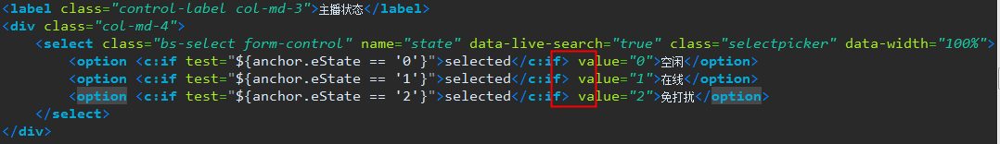 <label class="control-label col-md-3">主播状态</label>
<div class="col-md-4">
<select class="bs-select form-control" name="state" data-live-search="true" class="selectpicker" data-width="100%">
<option <c:if test="${anchor.eState == '0'}">selected</c:if> value="0">空闲</option>
<option <c:if test="${anchor.eState == '1'}">selected</c:if> value="1">在线</option>
<option <c:if test="${anchor.eState == '2'}">selected</c:if> value="2">免打扰</option>
</select>
</div>